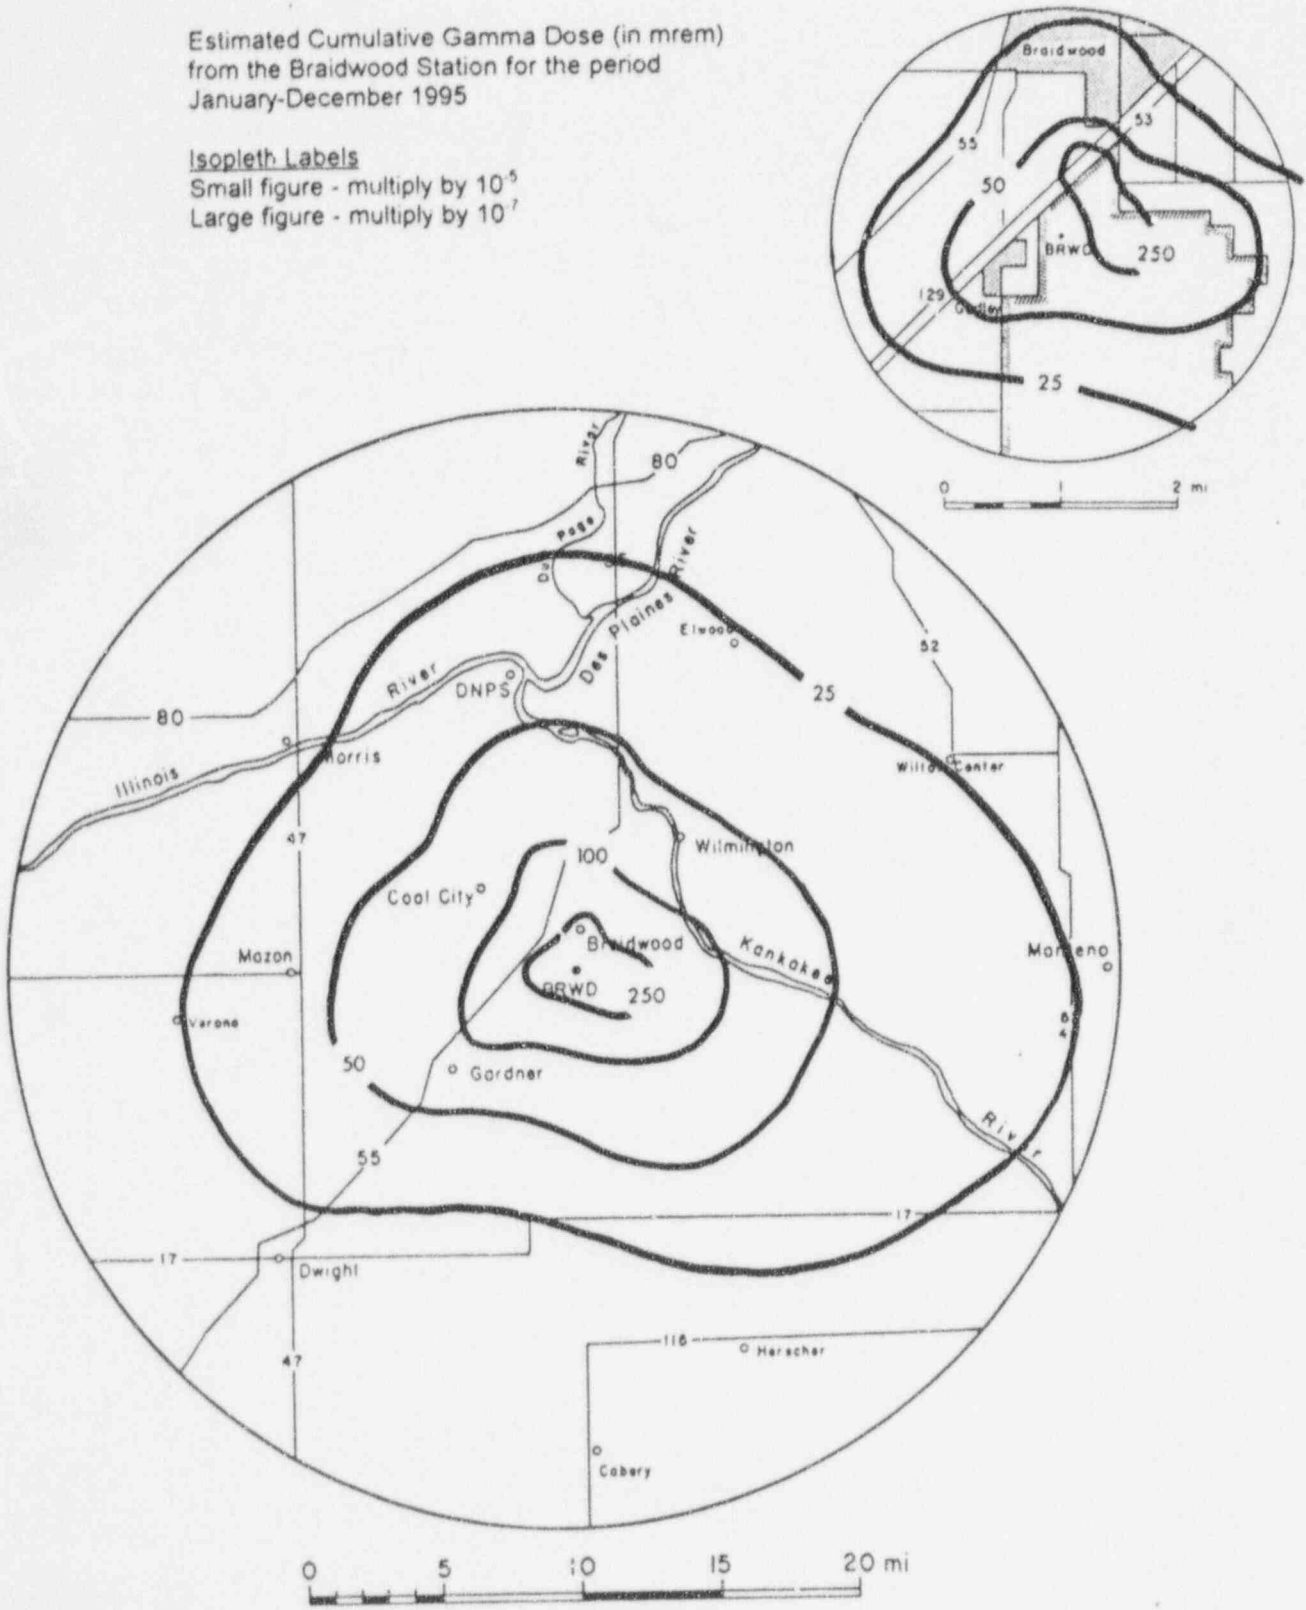 Estimated Cumulative Gamma Dose (in mrem)
from the Braidwood Station for the period
January-December 1995
Isopleth Labels
Small figure - multiply by 10-5
Large figure - multiply by 10-7
Braidwood
53
55
50
BRWD
250
129
Godley
25
0 1 2 mi
River
80
Page
Du
River
Des Plaines
Elwood
52
River
DNPS
25
80
Morris
Illinois
Wilton Center
47
100
Wilmington
Coal City
Braidwood
Kankakee
Manteno
Mazon
BRWD
250
Verona
50
Gardner
River
55
17
17
Dwight
47
116
Herscher
Cabery
0 5 10 15 20 mi